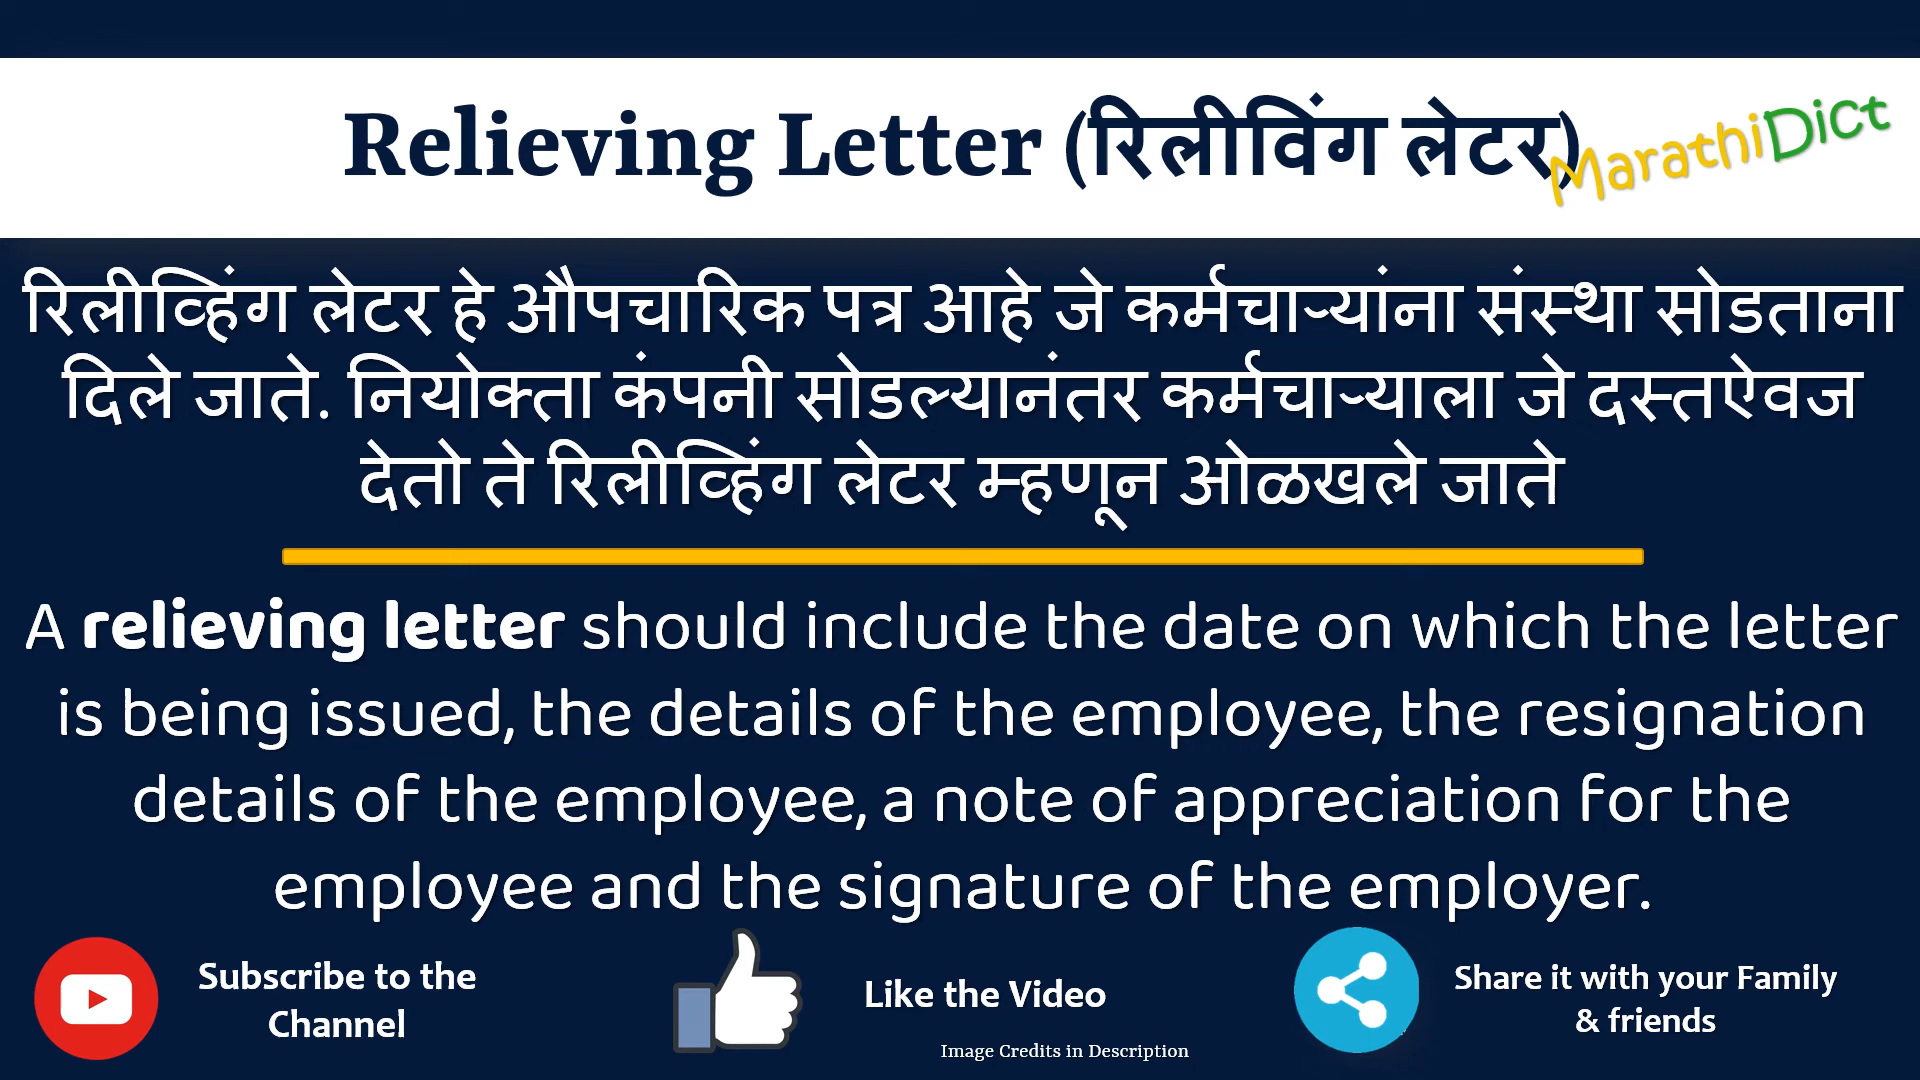 Relieving Letter (रिलीविंग लेटर)
MarathiDict
रिलीव्हिंग लेटर हे औपचारिक पत्र आहे जे कर्मचाऱ्यांना संस्था सोडताना
दिले जाते. नियोक्ता कंपनी सोडल्यानंतर कर्मचाऱ्याला जे दस्तऐवज
देतो ते रिलीव्हिंग लेटर म्हणून ओळखले जाते
A relieving letter should include the date on which the letter
is being issued, the details of the employee, the resignation
details of the employee, a note of appreciation for the
employee and the signature of the employer.
Subscribe to the
Channel
Like the Video
Share it with your Family
& friends
Image Credits in Description